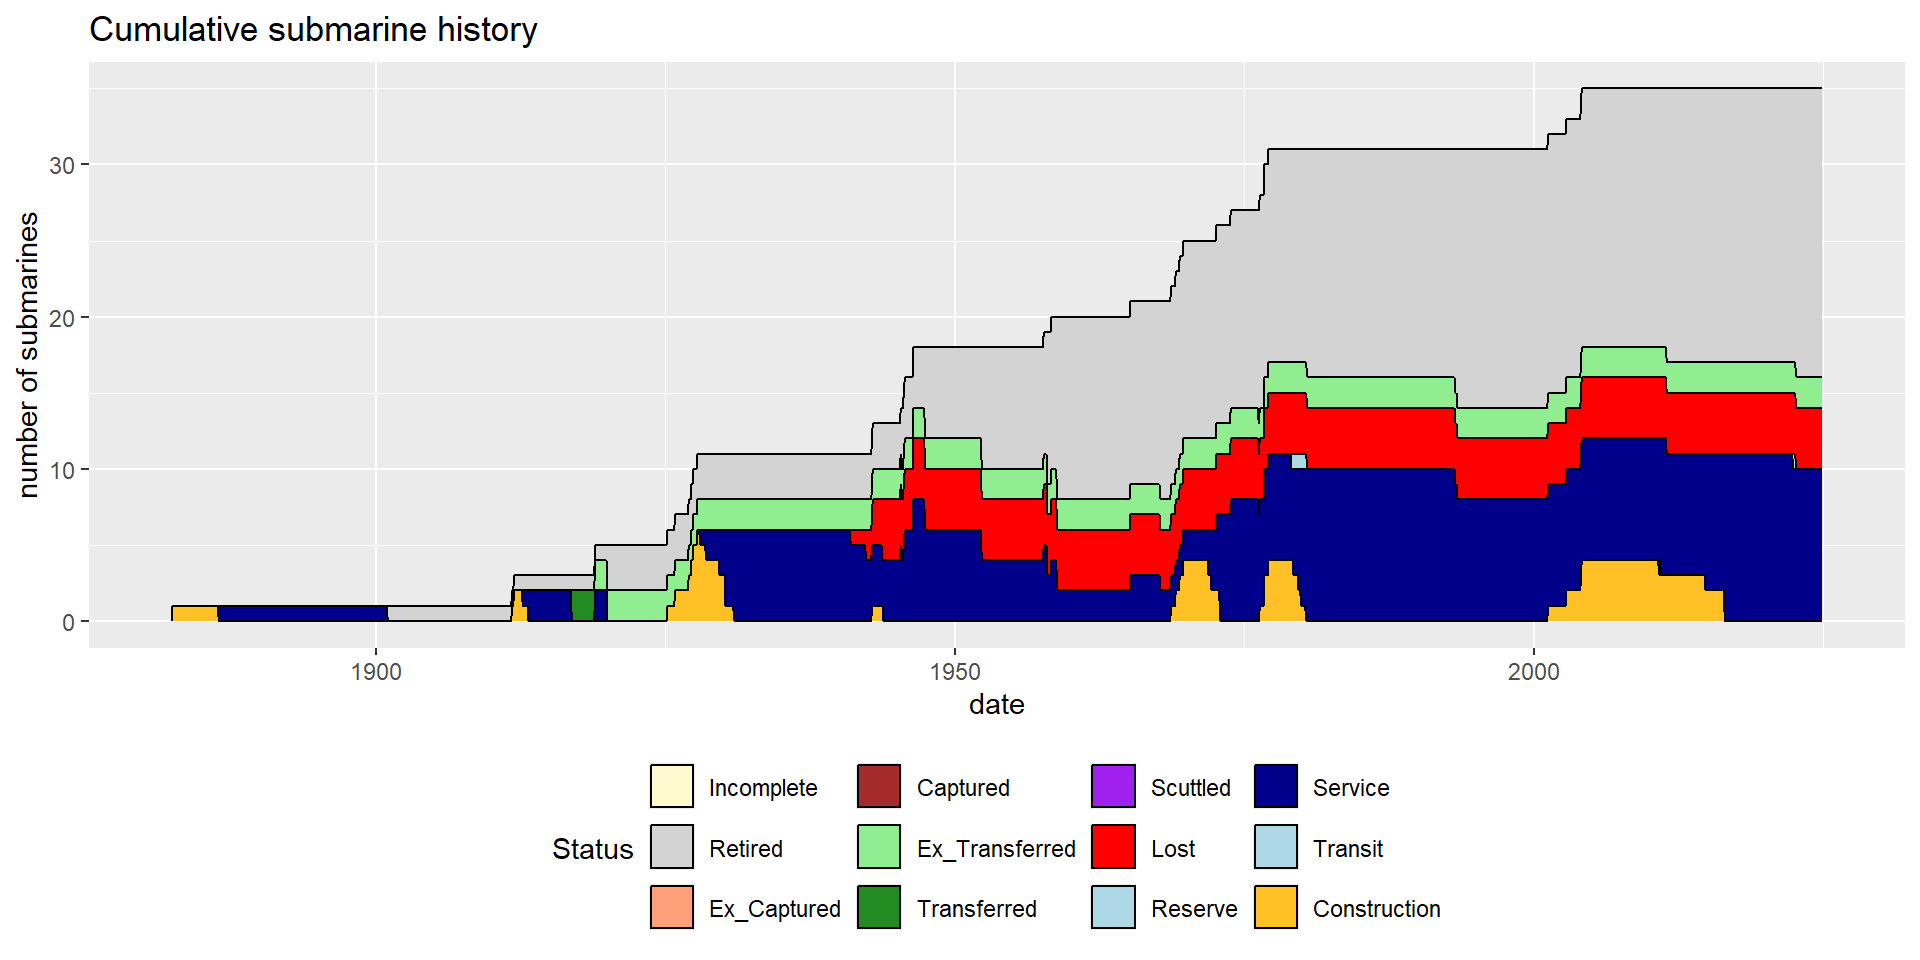 Cumulative submarine history
number of submarines
30
20
10
0
1900 1950 2000
date
Status
Incomplete Captured Scuttled Service
Retired Ex_Transferred Lost Transit
Ex_Captured Transferred Reserve Construction